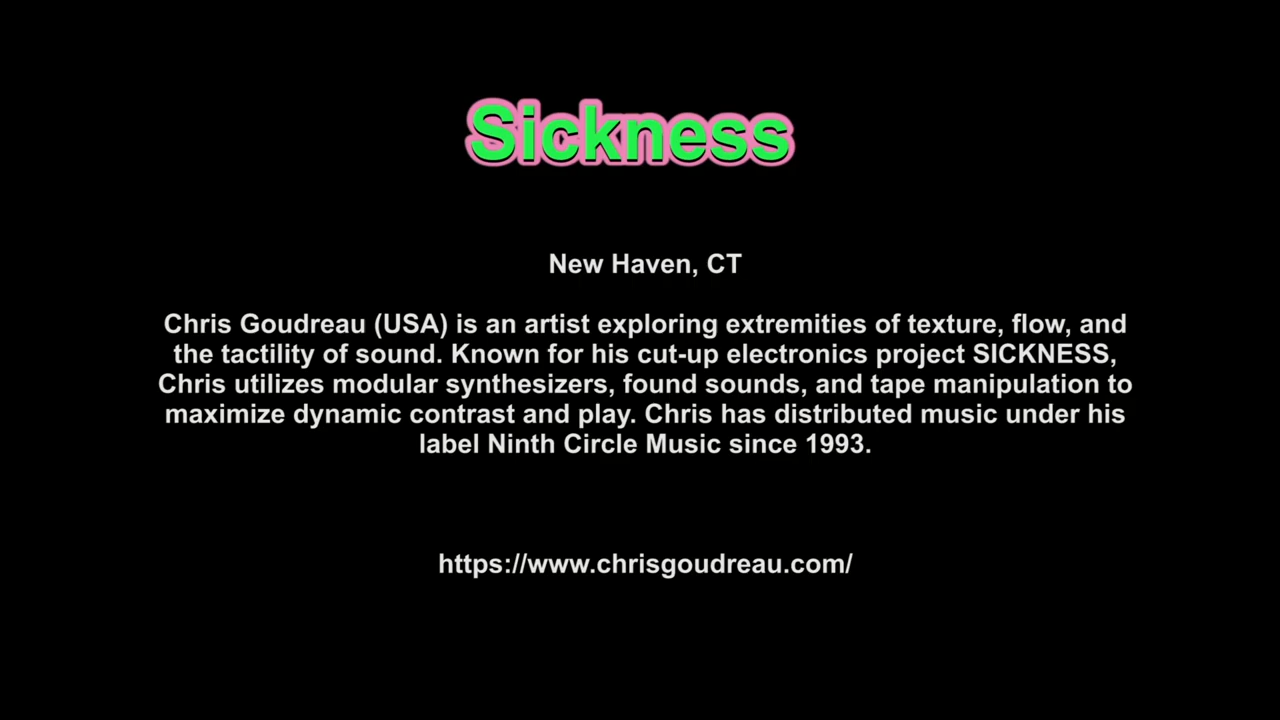 Sickness
New Haven, CT
Chris Goudreau (USA) is an artist exploring extremities of texture, flow, and
the tactility of sound. Known for his cut-up electronics project SICKNESS,
Chris utilizes modular synthesizers, found sounds, and tape manipulation to
maximize dynamic contrast and play. Chris has distributed music under his
label Ninth Circle Music since 1993.
https://www.chrisgoudreau.com/